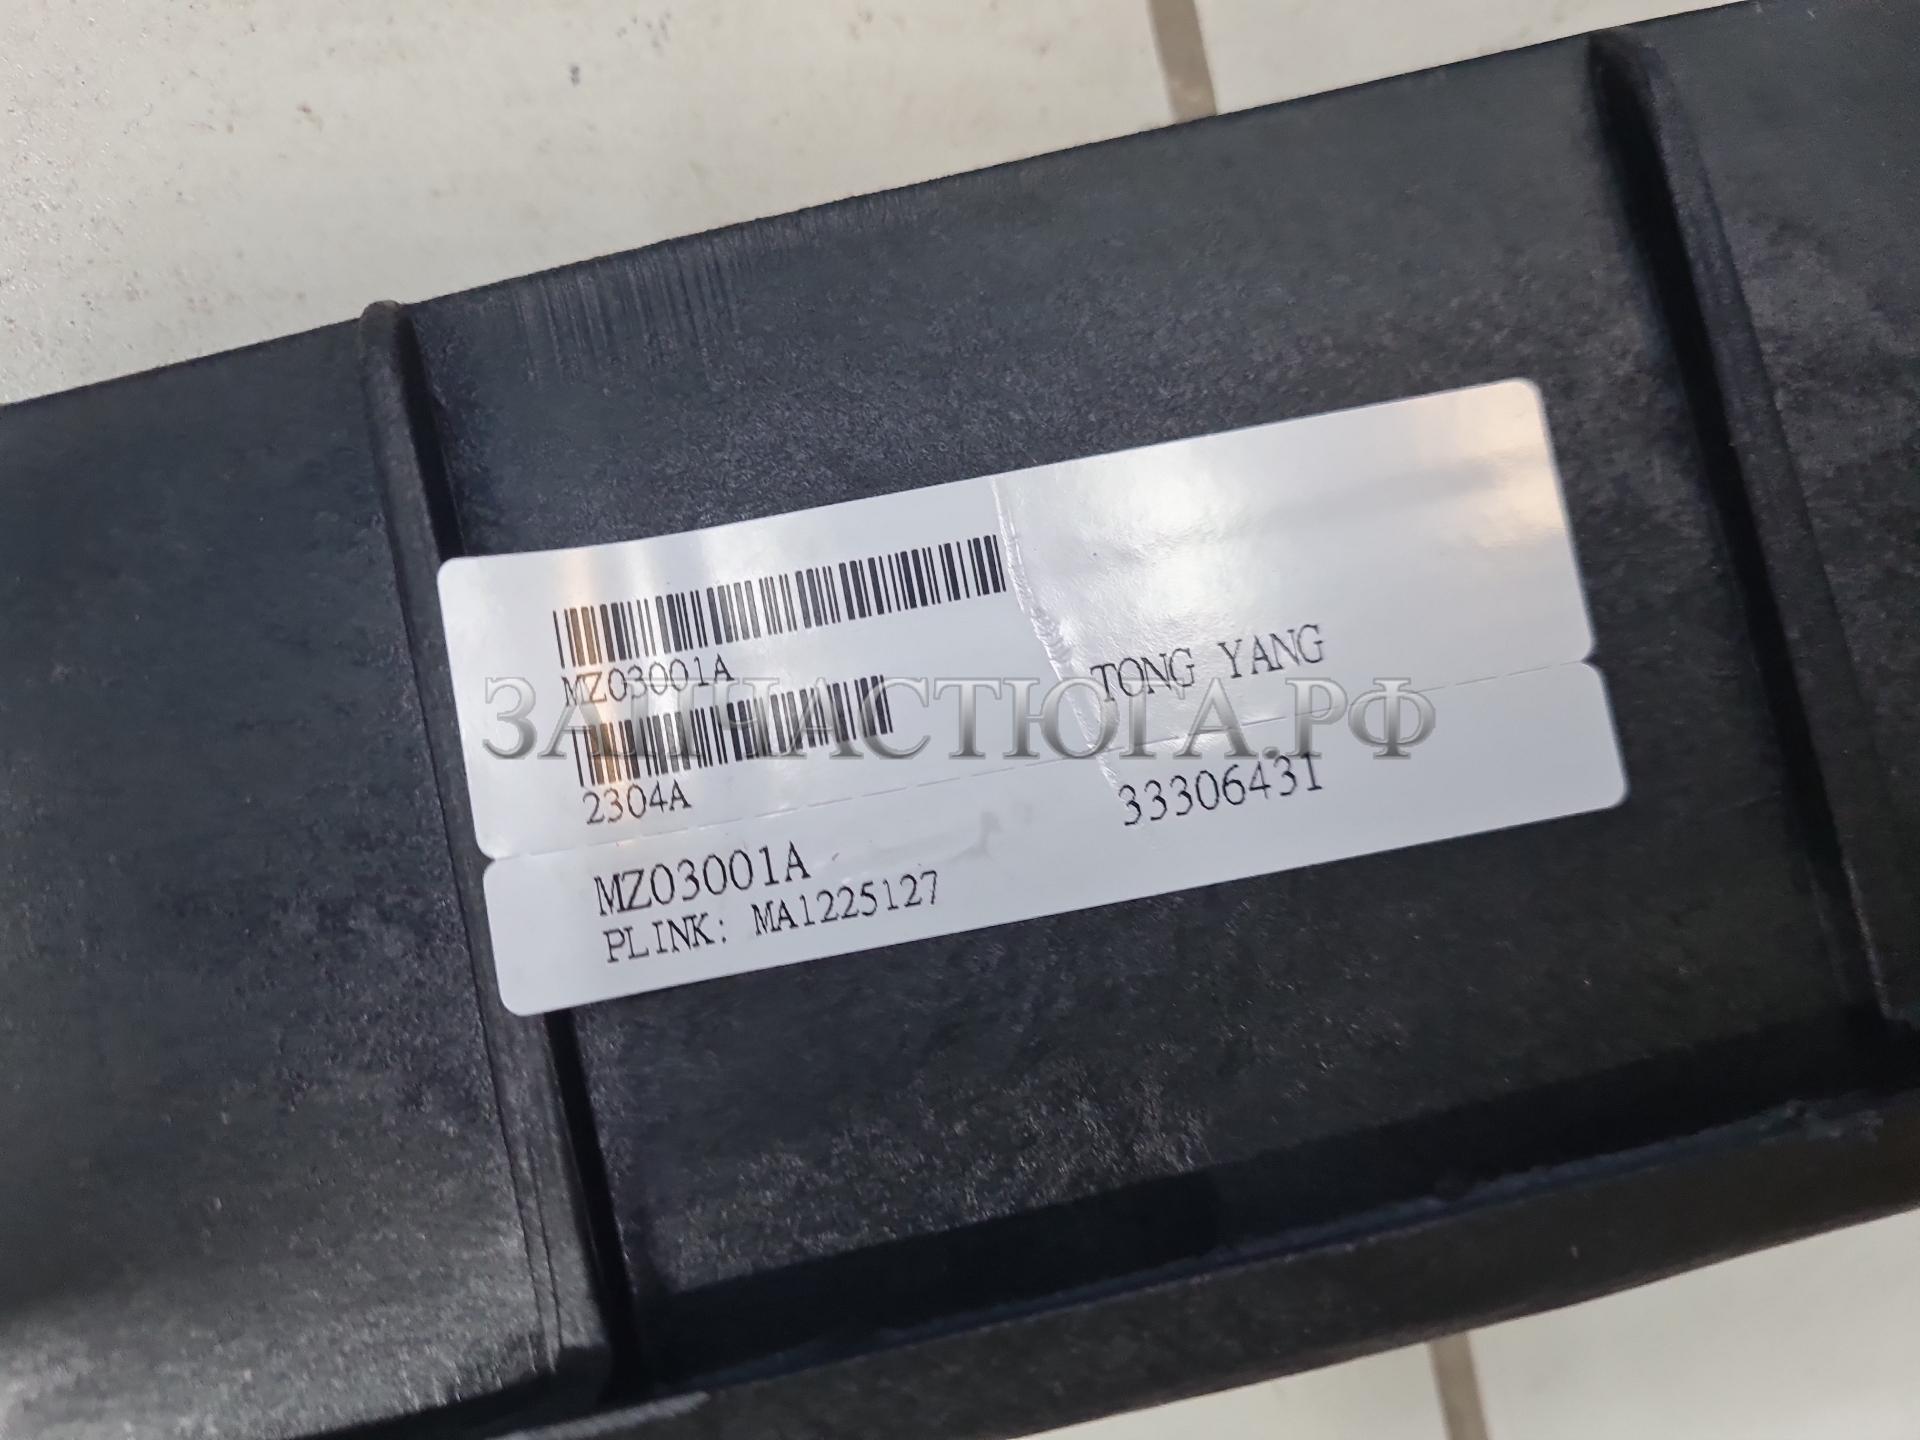 MZ03001A
TONG YANG
ЗАПЧАСТЮГА.РФ
2304A
33306431
MZ03001A
PLINK: MA1225127